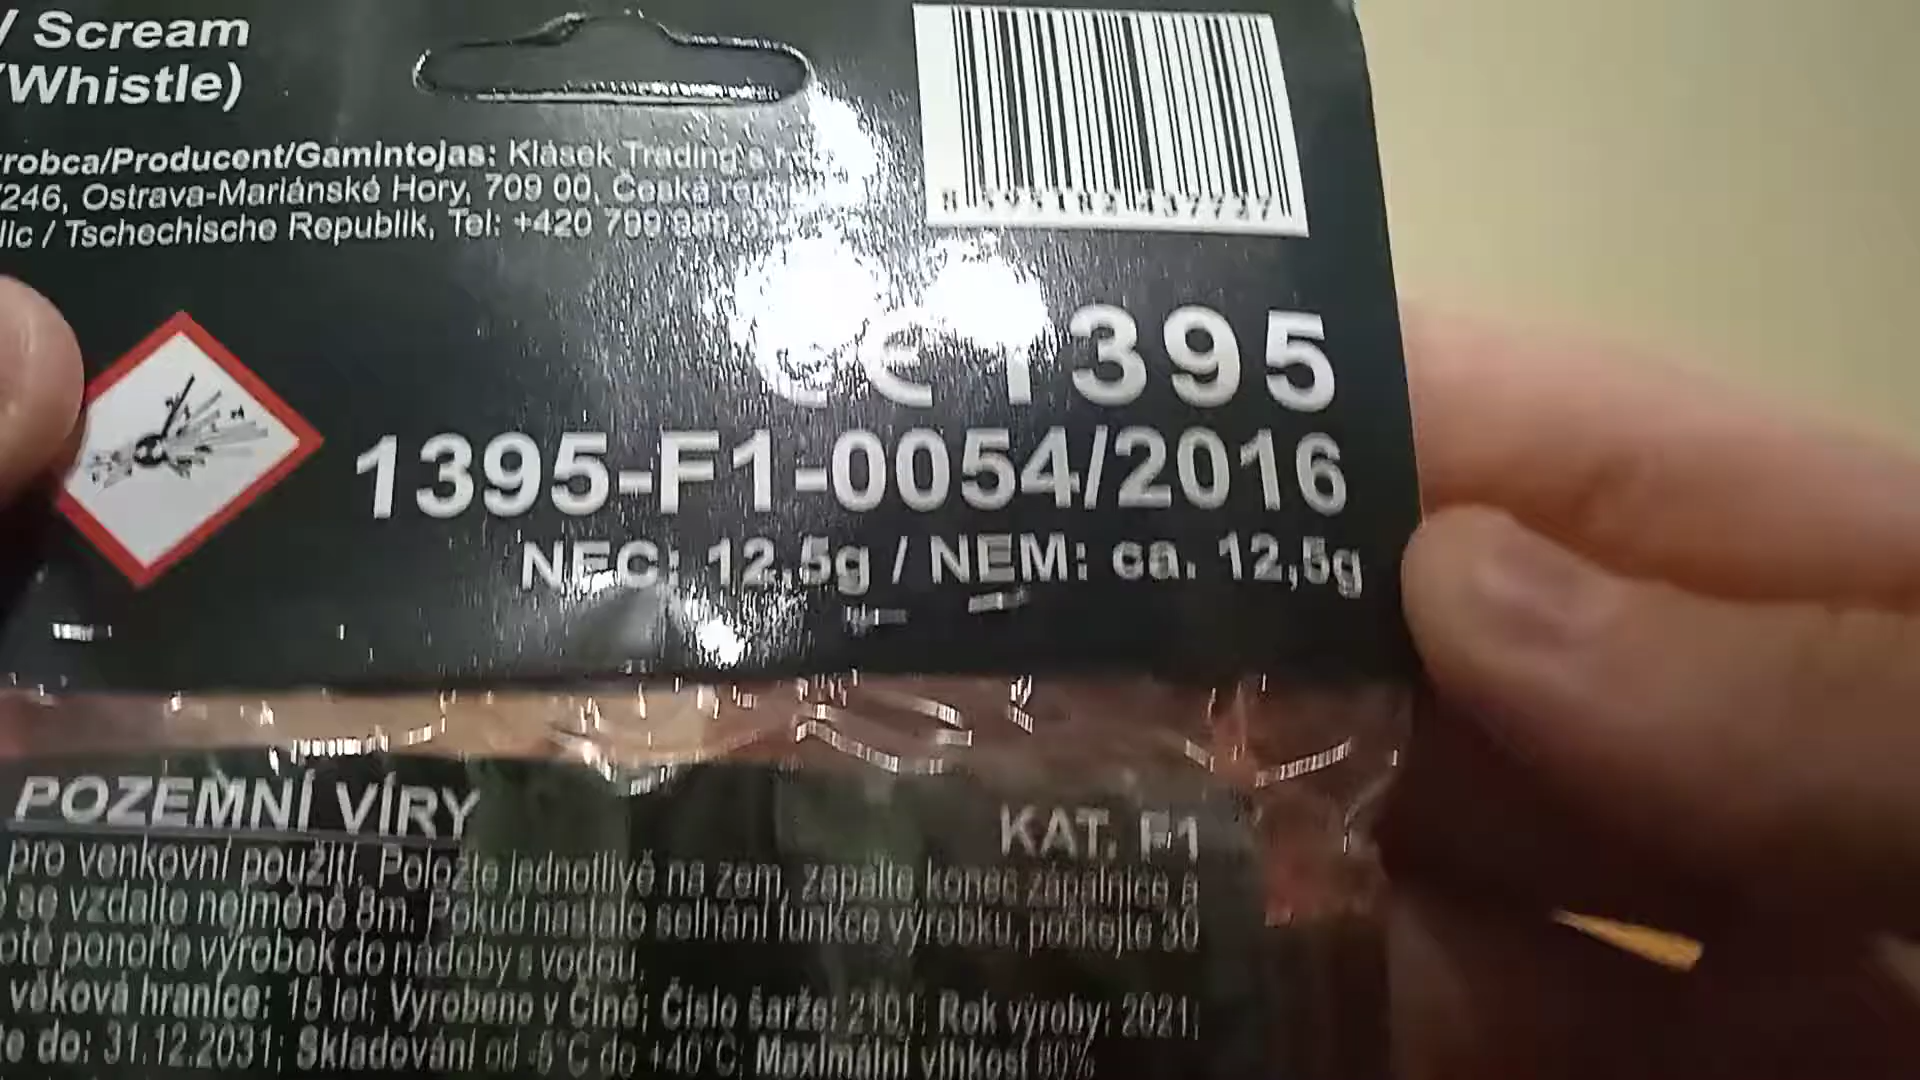 / Scream
(Whistle)
robca/Producent/Gamintojas: Klásek Trading s.r.o.
246, Ostrava-Mariánské Hory, 709 00, Česká
lic / Tschechische Republik, Tel: +420
8 595182 437727
CE 1395
1395-F1-0054/2016
NEC: 12,5g / NEM: ca. 12,5g
POZEMNÍ VÍRY
KAT. F1
pro venkovní použití. Položte jednotlivě na zem, zapalte konec zápalnice a
se vzdalte nejméně 8m. Pokud nastalo selhání funkce výrobku, počkejte 30
poté ponořte výrobek do nádoby s vodou.
věková hranice: 15 let; Vyrobeno v Číně; Číslo šarže: 2101; Rok výroby: 2021;
te do: 31.12.2031; Skladování od -5°C do +40°C; Maximální vlhkost 80%